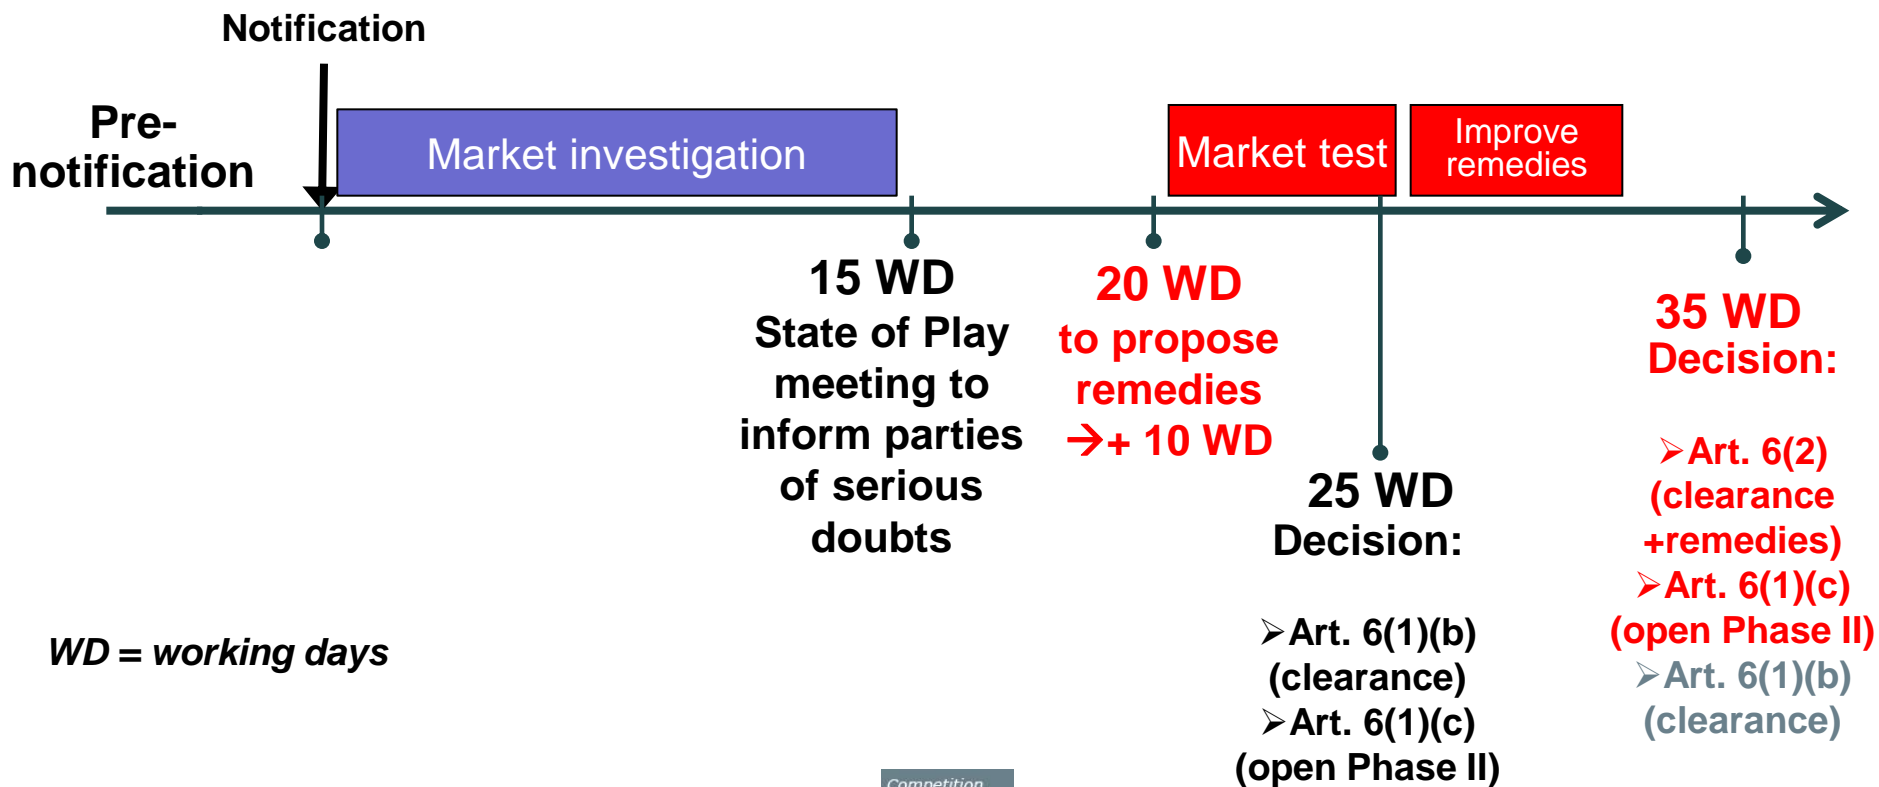 Notification
Pre-
notification
Market investigation
Market test
Improve
remedies
15 WD
State of Play
meeting to
inform parties
of serious
doubts
20 WD
to propose
remedies
→+ 10 WD
25 WD
Decision:
➢Art. 6(1)(b)
(clearance)
➢Art. 6(1)(c)
(open Phase II)
35 WD
Decision:
➢Art. 6(2)
(clearance
+remedies)
➢Art. 6(1)(c)
(open Phase II)
➢Art. 6(1)(b)
(clearance)
WD = working days
Competition